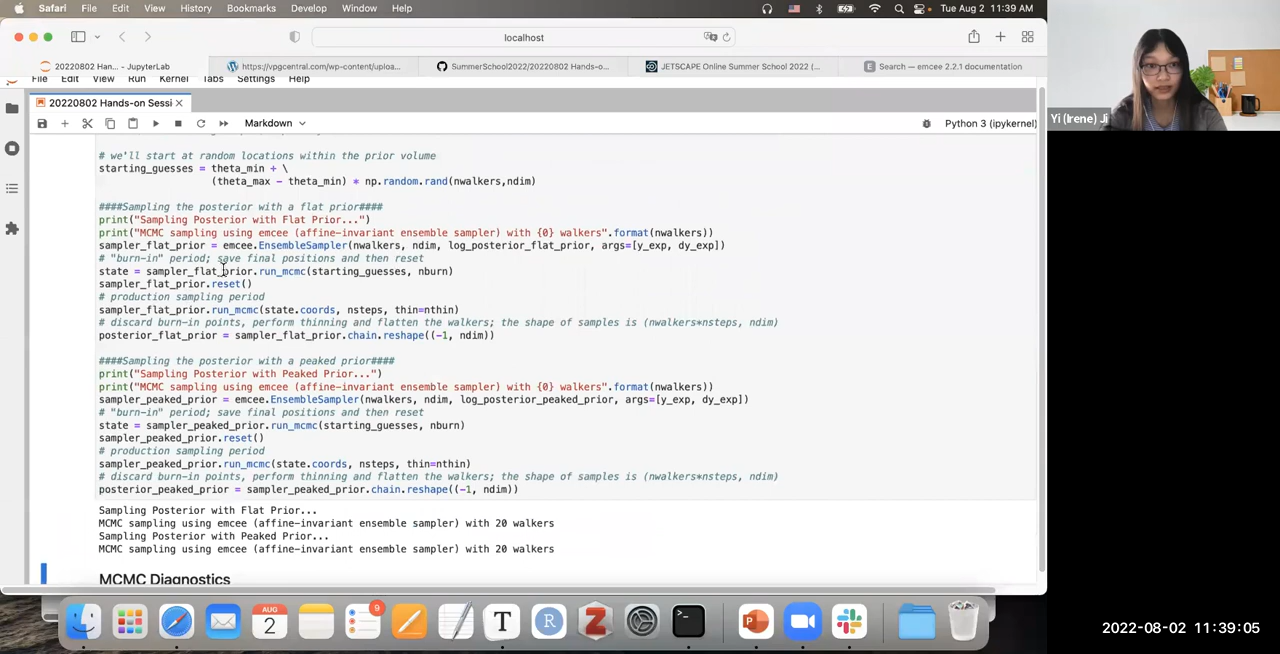 Safari File Edit View History Bookmarks Develop Window Help Tue Aug 2 11:39 AM
localhost
20220802 Han... - JupyterLab https://vpgcentral.com/wp-content/uploa... SummerSchool2022/20220802 Hands-o... JETSCAPE Online Summer School 2022 (... E Search — emcee 2.2.1 documentation
File Edit View Run Kernel Tabs Settings Help
20220802 Hands-on Sessi
Markdown Python 3 (ipykernel)
# we'll start at random locations within the prior volume
starting_guesses = theta_min + \
(theta_max - theta_min) * np.random.rand(nwalkers,ndim)
####Sampling the posterior with a flat prior####
print("Sampling Posterior with Flat Prior...")
print("MCMC sampling using emcee (affine-invariant ensemble sampler) with {0} walkers".format(nwalkers))
sampler_flat_prior = emcee.EnsembleSampler(nwalkers, ndim, log_posterior_flat_prior, args=[y_exp, dy_exp])
# "burn-in" period; save final positions and then reset
state = sampler_flat_prior.run_mcmc(starting_guesses, nburn)
sampler_flat_prior.reset()
# production sampling period
sampler_flat_prior.run_mcmc(state.coords, nsteps, thin=nthin)
# discard burn-in points, perform thinning and flatten the walkers; the shape of samples is (nwalkers*nsteps, ndim)
posterior_flat_prior = sampler_flat_prior.chain.reshape((-1, ndim))
####Sampling the posterior with a peaked prior####
print("Sampling Posterior with Peaked Prior...")
print("MCMC sampling using emcee (affine-invariant ensemble sampler) with {0} walkers".format(nwalkers))
sampler_peaked_prior = emcee.EnsembleSampler(nwalkers, ndim, log_posterior_peaked_prior, args=[y_exp, dy_exp])
# "burn-in" period; save final positions and then reset
state = sampler_peaked_prior.run_mcmc(starting_guesses, nburn)
sampler_peaked_prior.reset()
# production sampling period
sampler_peaked_prior.run_mcmc(state.coords, nsteps, thin=nthin)
# discard burn-in points, perform thinning and flatten the walkers; the shape of samples is (nwalkers*nsteps, ndim)
posterior_peaked_prior = sampler_peaked_prior.chain.reshape((-1, ndim))
Sampling Posterior with Flat Prior...
MCMC sampling using emcee (affine-invariant ensemble sampler) with 20 walkers
Sampling Posterior with Peaked Prior...
MCMC sampling using emcee (affine-invariant ensemble sampler) with 20 walkers
MCMC Diagnostics
AUG
2
9
T
R
Z
Yi (Irene) Ji
2022-08-02 11:39:05